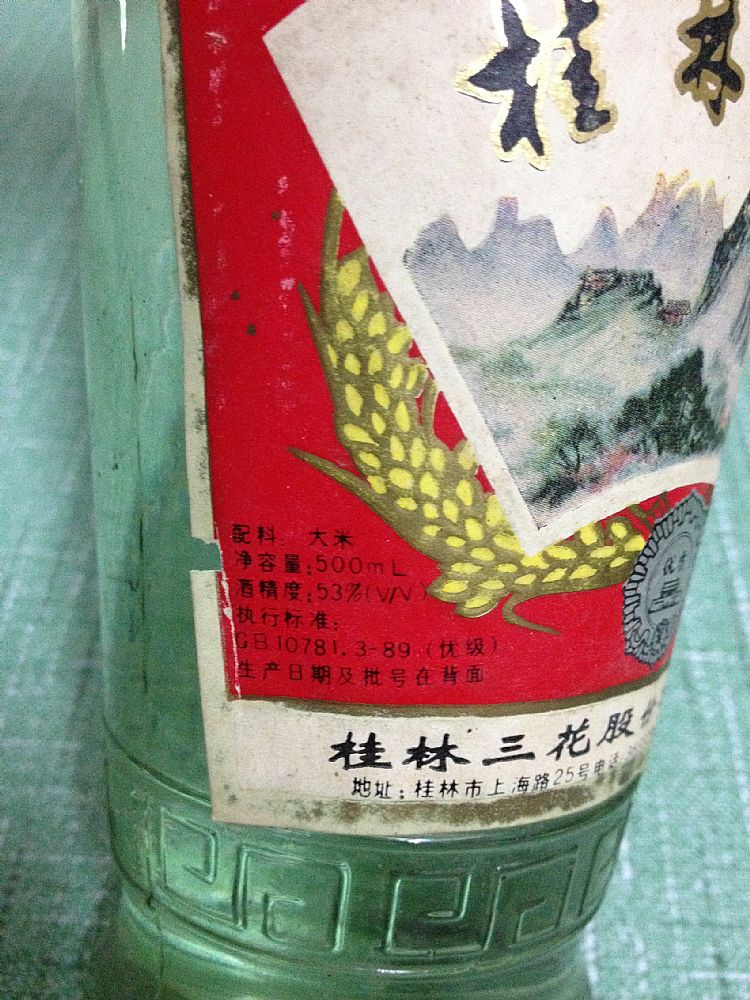 桂林
配料：大米
净容量:500mL
酒精度:53%(V/V)
执行标准:
GB10781.3-89（优级）
生产日期及批号在背面
桂林三花股份
地址：桂林市上海路25号电话